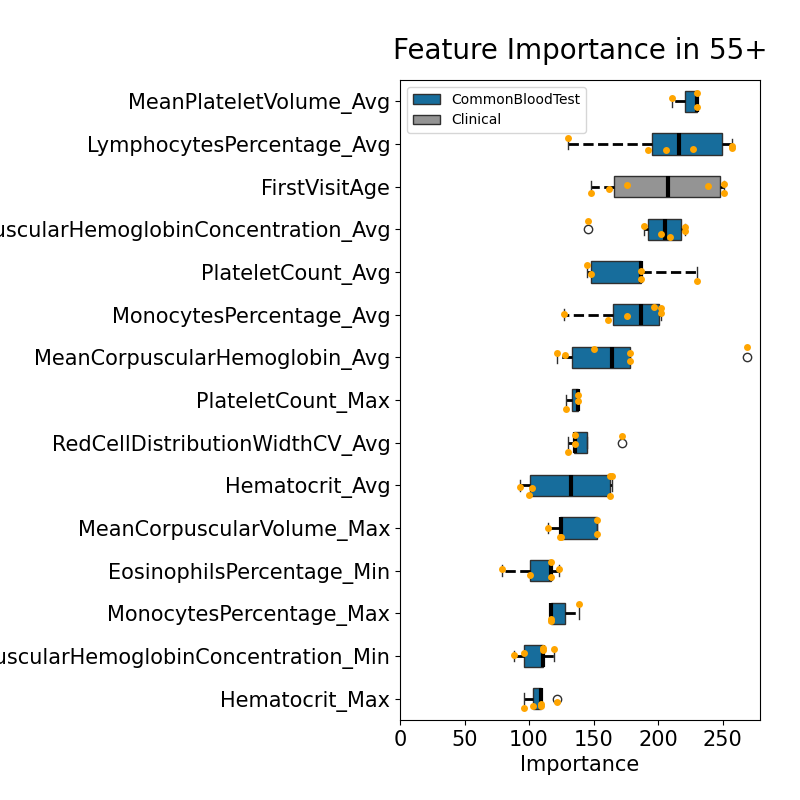 Feature Importance in 55+
CommonBloodTest
Clinical
MeanPlateletVolume_Avg
LymphocytesPercentage_Avg
FirstVisitAge
uscularHemoglobinConcentration_Avg
PlateletCount_Avg
MonocytesPercentage_Avg
MeanCorpuscularHemoglobin_Avg
PlateletCount_Max
RedCellDistributionWidthCV_Avg
Hematocrit_Avg
MeanCorpuscularVolume_Max
EosinophilsPercentage_Min
MonocytesPercentage_Max
uscularHemoglobinConcentration_Min
Hematocrit_Max
0 50 100 150 200 250
Importance